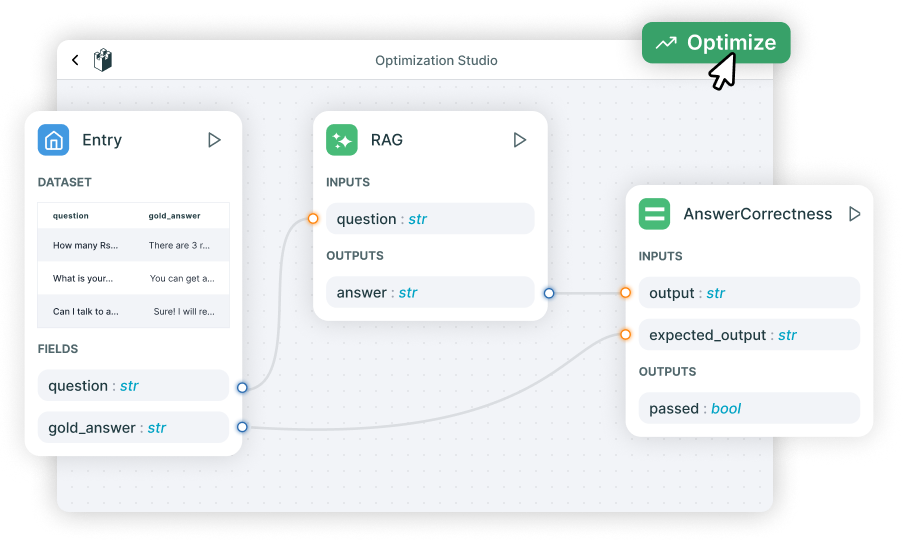 Optimize
Optimization Studio
Entry
DATASET
question gold_answer
How many Rs... There are 3 r...
What is your... You can get a...
Can I talk to a... Sure! I will re...
FIELDS
question : str
gold_answer : str
RAG
INPUTS
question : str
OUTPUTS
answer : str
AnswerCorrectness
INPUTS
output : str
expected_output : str
OUTPUTS
passed : bool